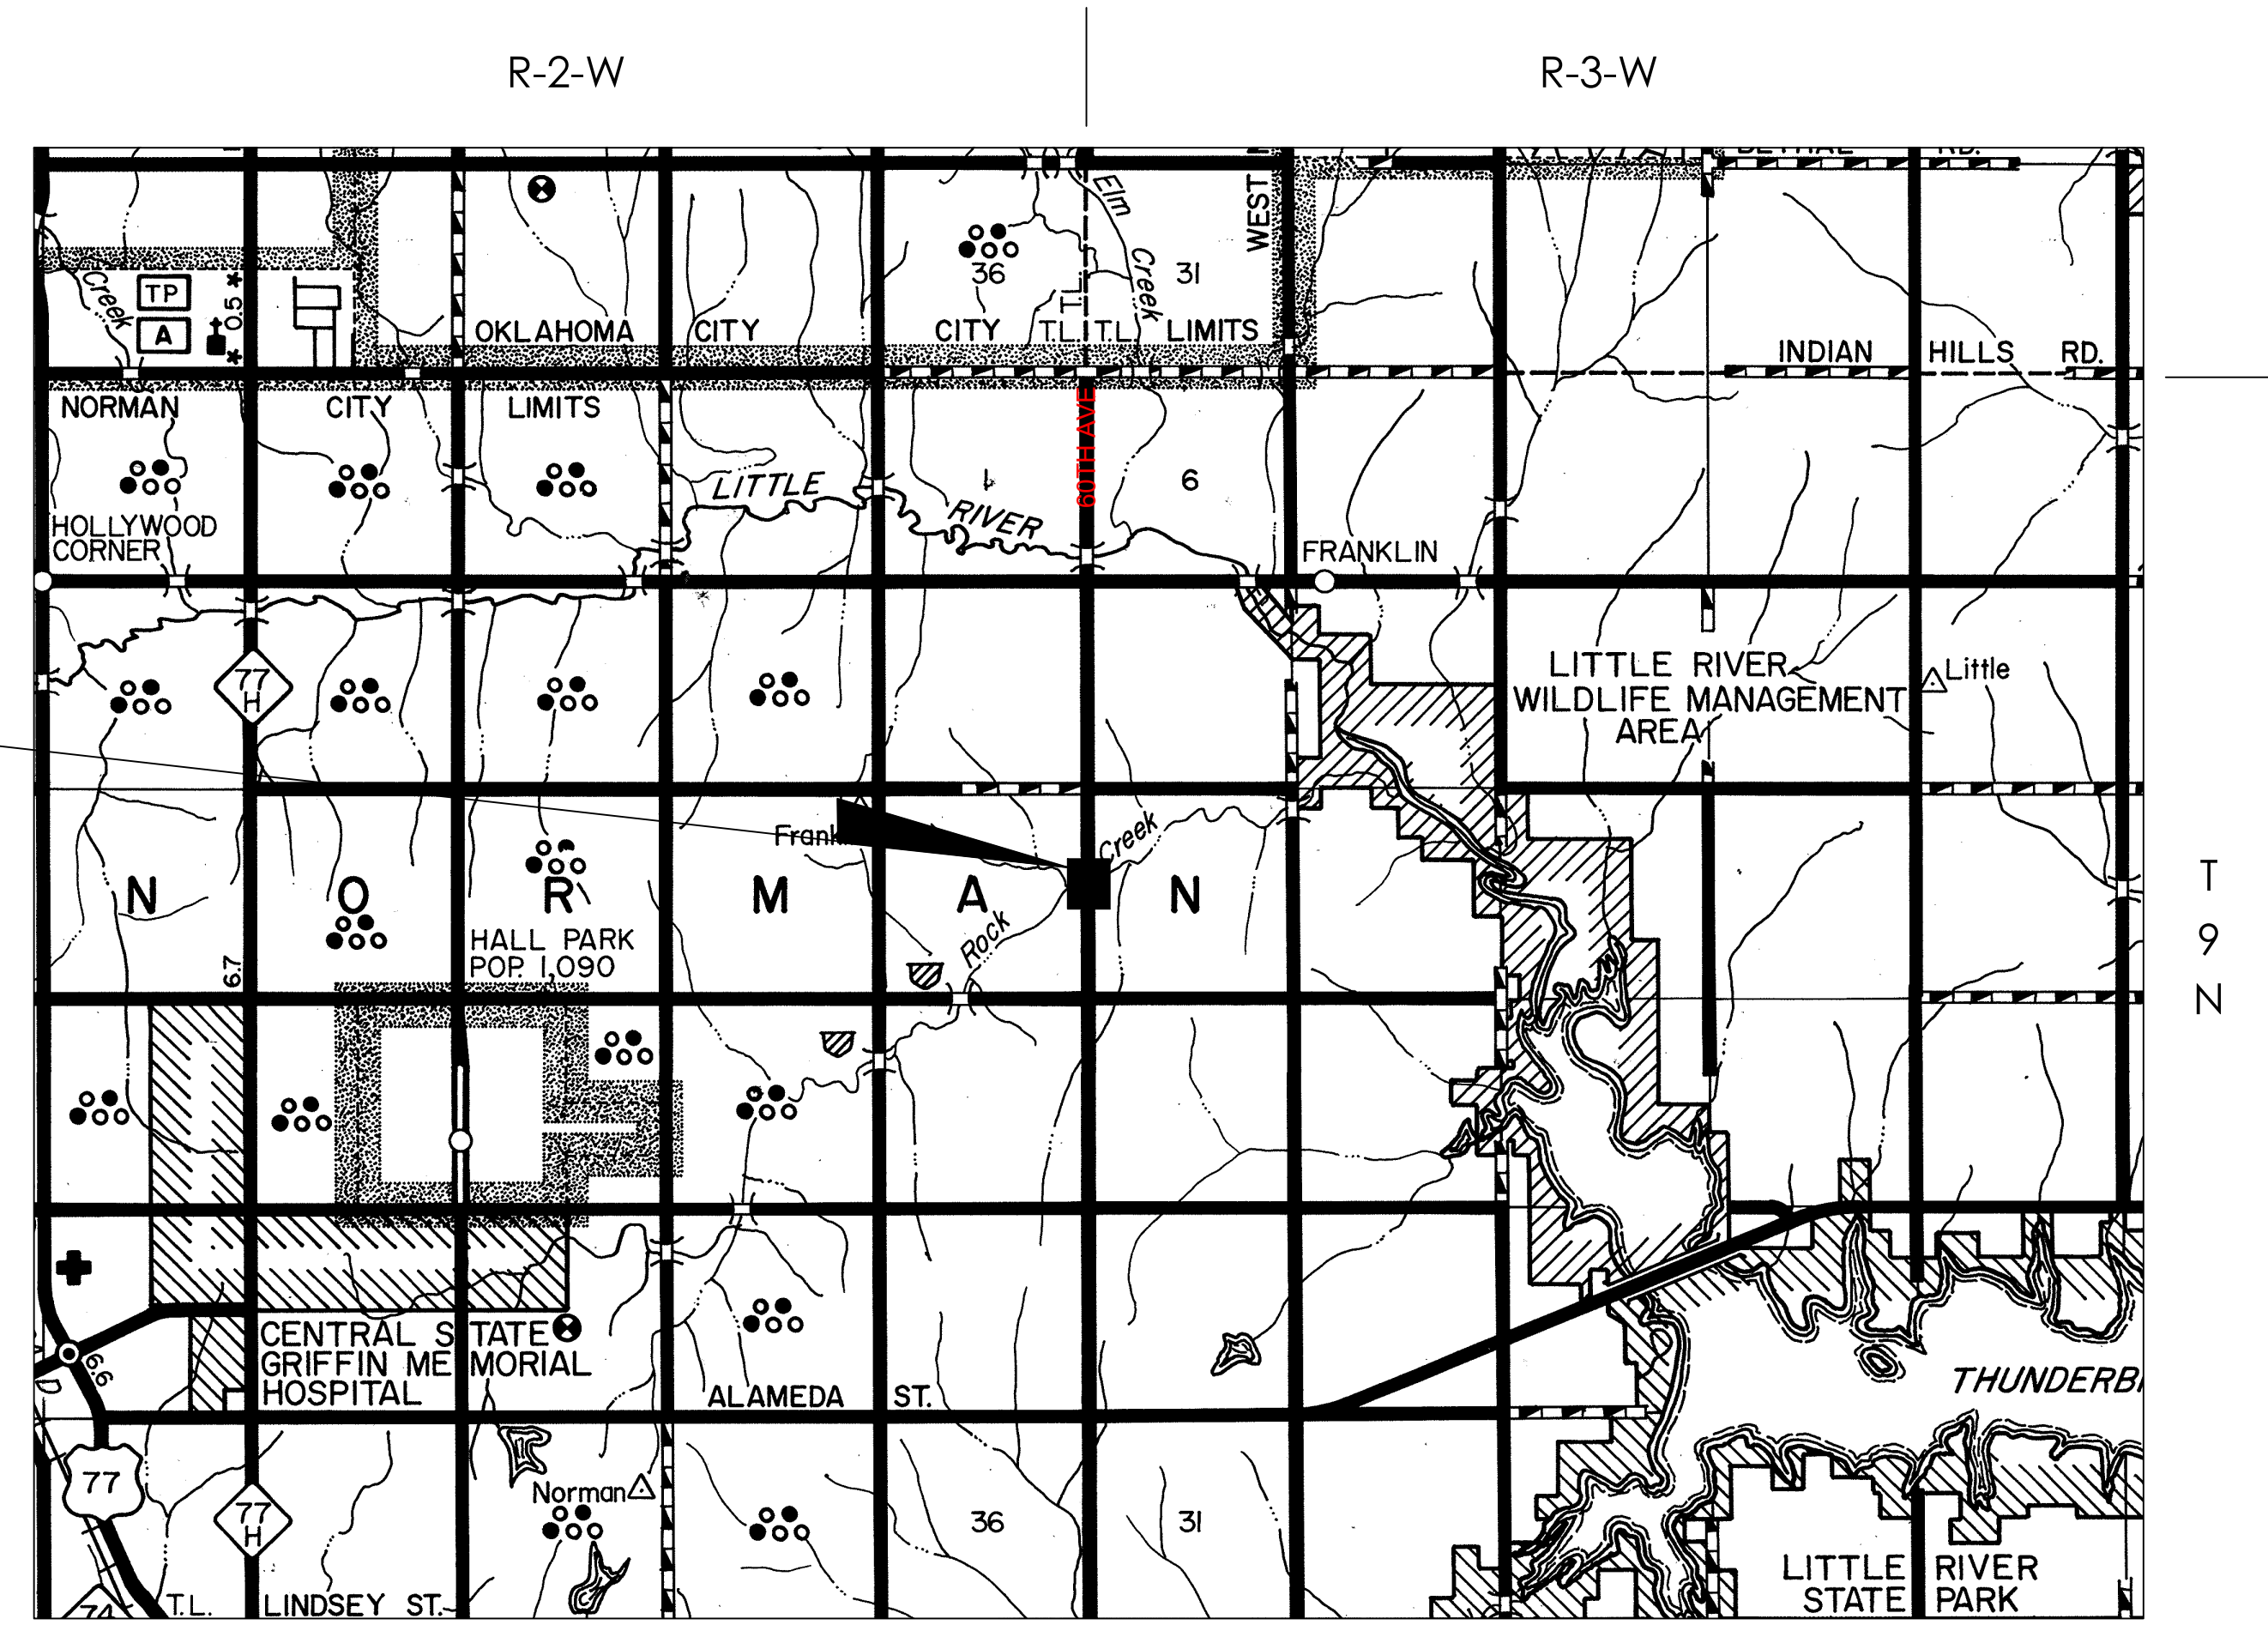 R-2-W
R-3-W
WEST
Elm
Creek
36
31
T.L.
TP
A
Creek
0.5
OKLAHOMA CITY
CITY
T.L.
T.L.
LIMITS
INDIAN HILLS RD.
NORMAN CITY LIMITS
60TH AVE
LITTLE
RIVER
1
6
HOLLYWOOD
CORNER
FRANKLIN
77
H
LITTLE RIVER
WILDLIFE MANAGEMENT
AREA
Little
Creek
Rock
N O R M A N
T
9
N
HALL PARK
POP. 1,090
6.7
CENTRAL STATE
GRIFFIN MEMORIAL
HOSPITAL
6.6
ALAMEDA ST.
THUNDERBI
77
77
H
Norman
36
31
T.L.
LINDSEY ST.
LITTLE RIVER
STATE PARK